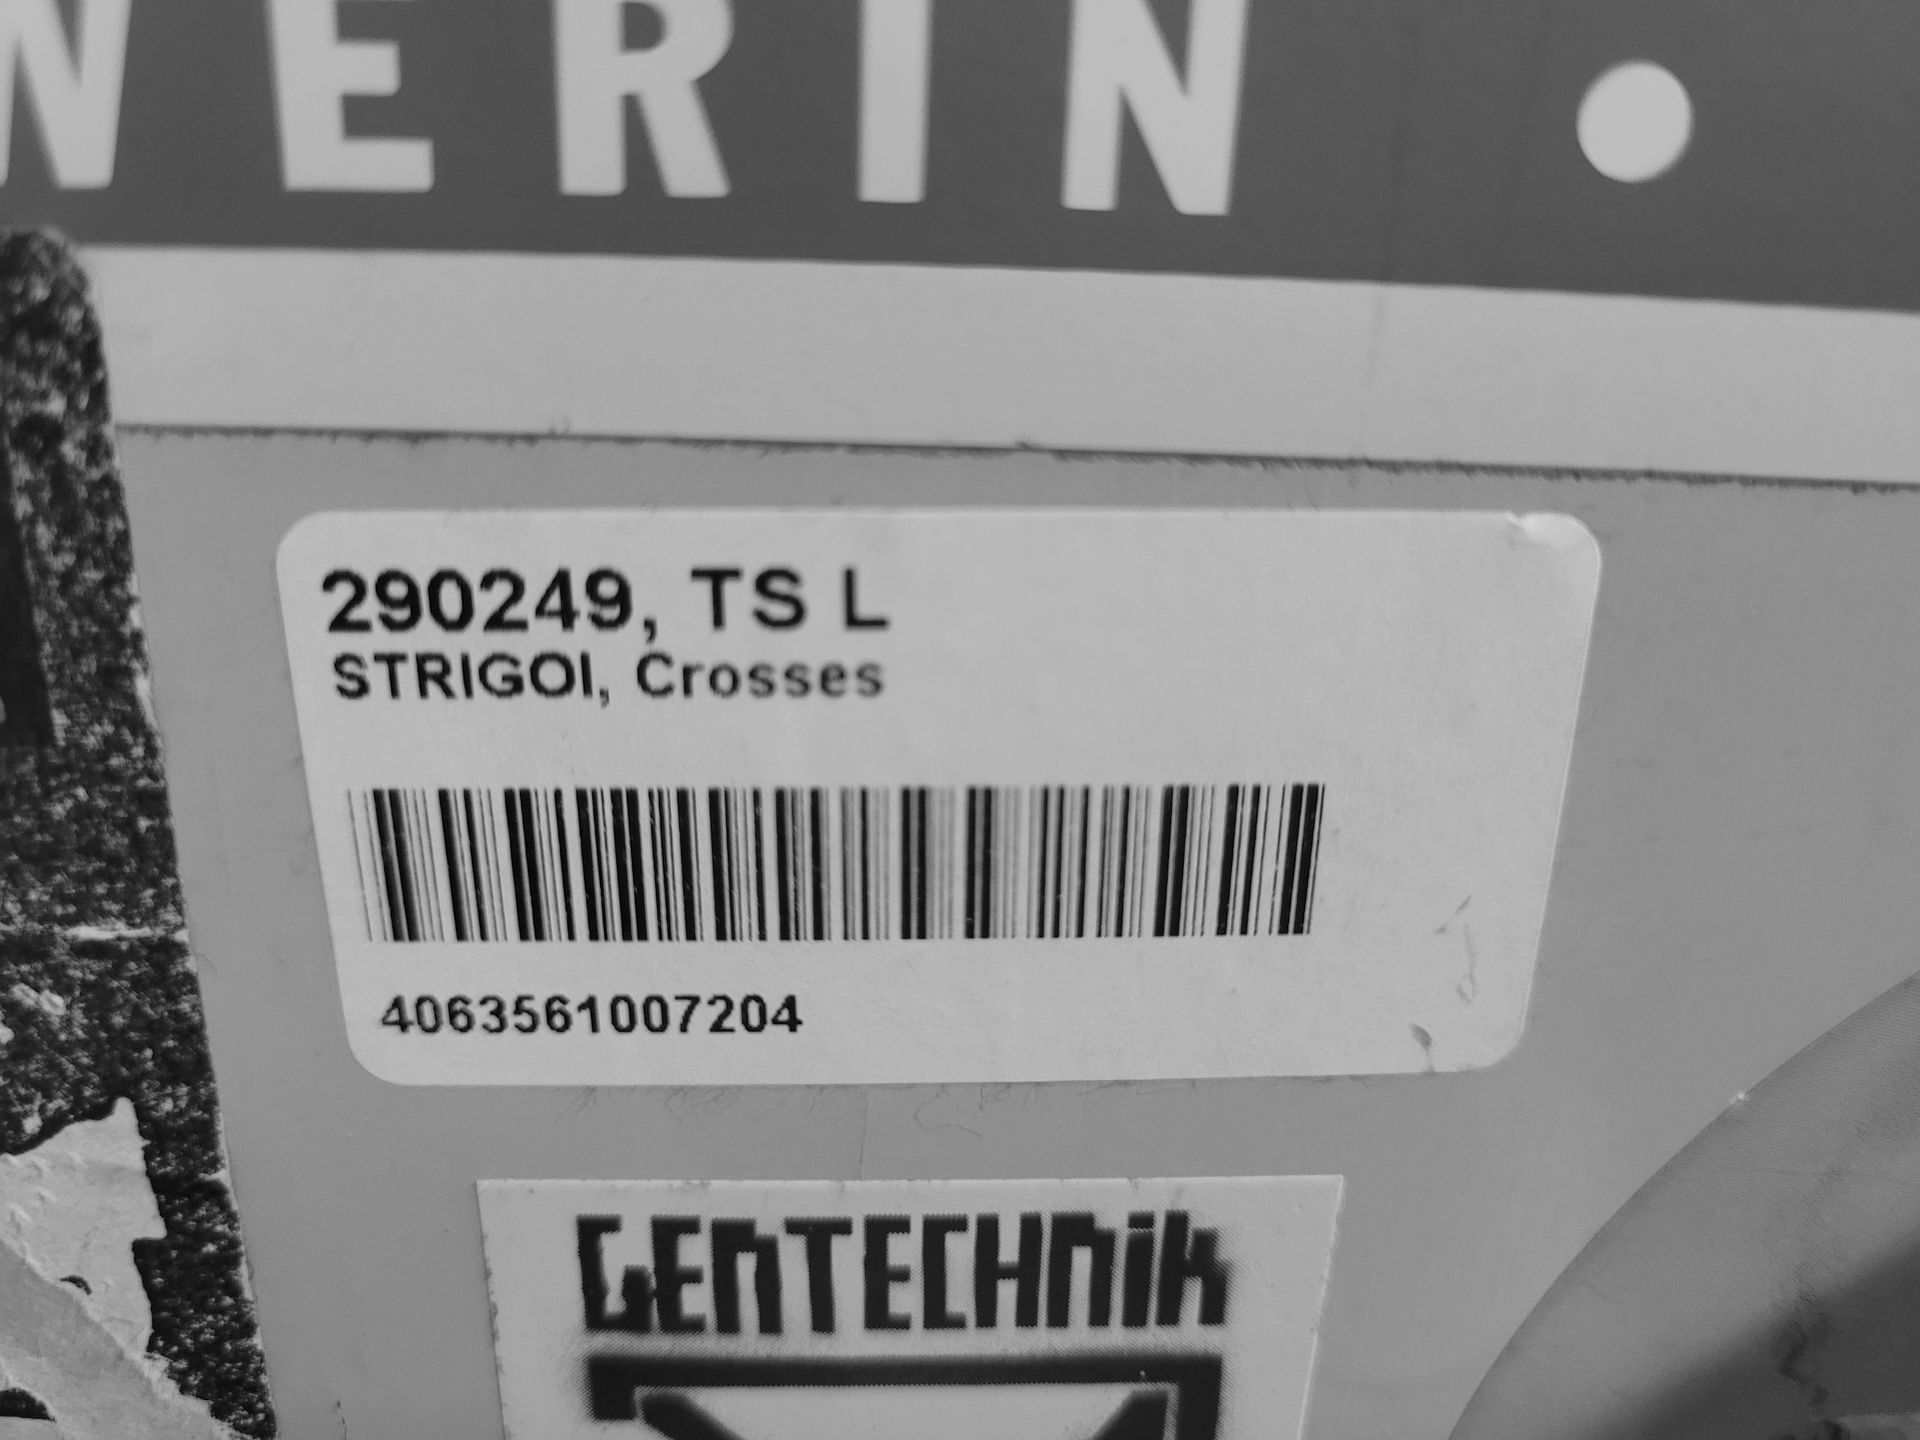 WERIN •
290249, TS L
STRIGOI, Crosses
4063561007204
GENTECHNIK